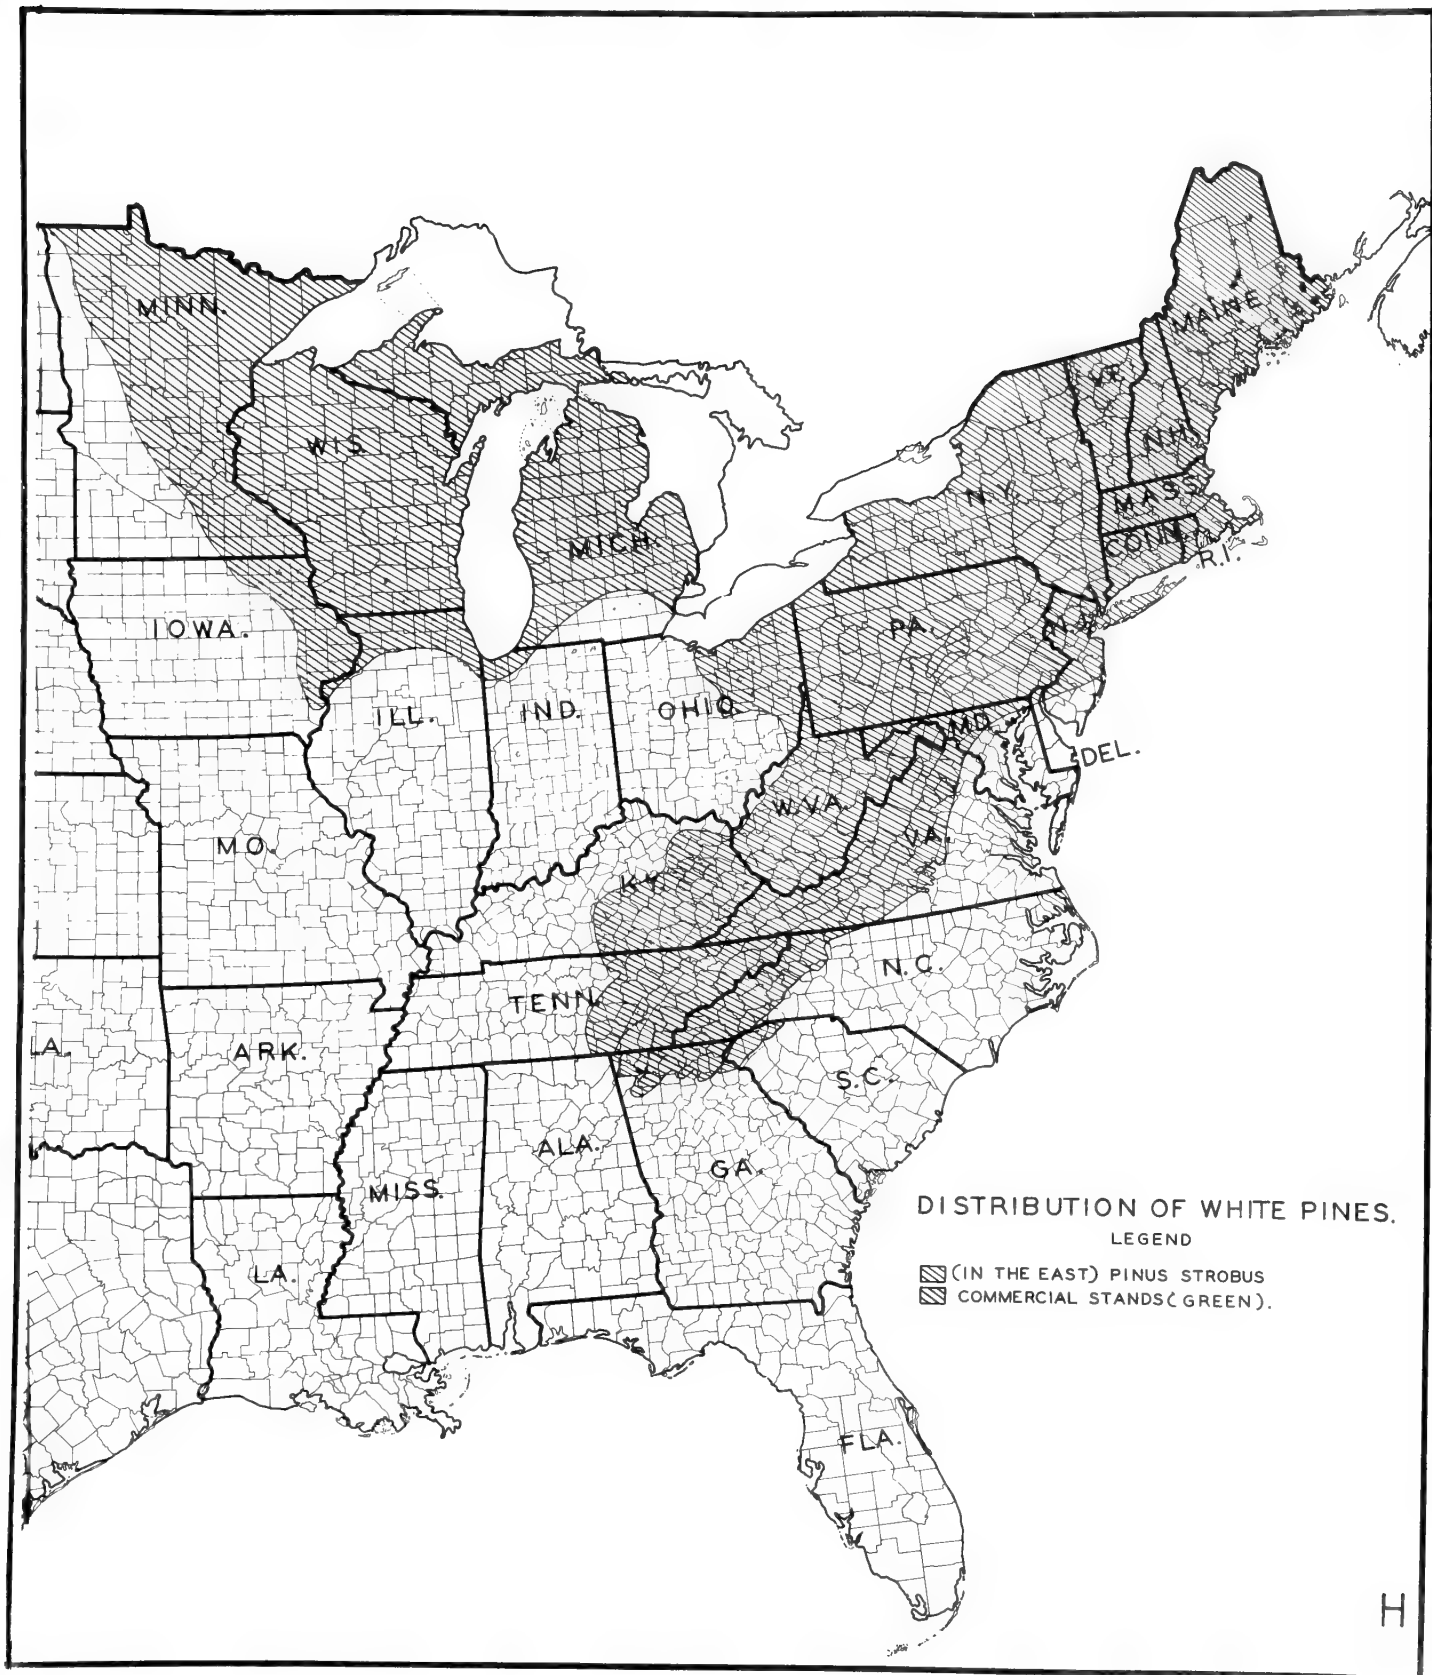 MINN.
MAINE
VT.
WIS.
N.H.
N.Y.
MASS.
MICH.
CONN.
R.I.
IOWA.
PA.
N.J.
ILL.
IND.
OHIO.
MD.
DEL.
W.VA.
MO.
VA.
KY.
N.C.
TENN.
LA.
ARK.
S.C.
ALA.
GA.
MISS.
LA.
DISTRIBUTION OF WHITE PINES.
LEGEND
(IN THE EAST) PINUS STROBUS
COMMERCIAL STANDS (GREEN).
FLA.
H